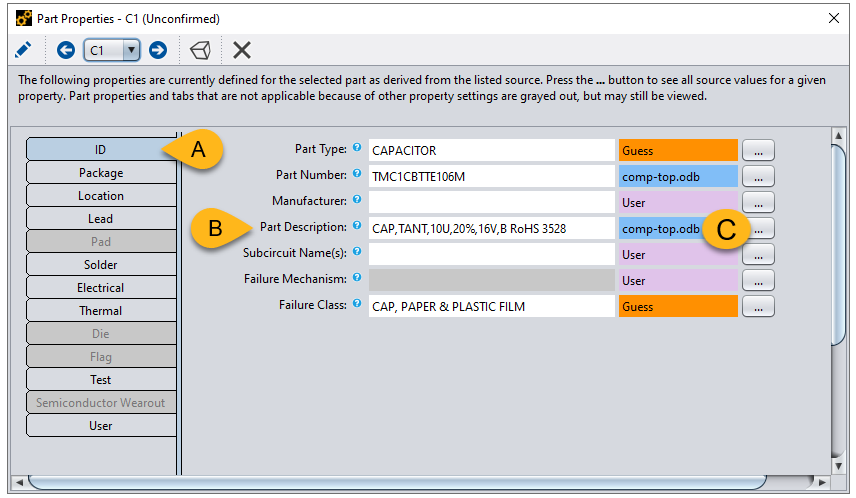 Part Properties - C1 (Unconfirmed)
C1
The following properties are currently defined for the selected part as derived from the listed source. Press the ... button to see all source values for a given
property. Part properties and tabs that are not applicable because of other property settings are grayed out, but may still be viewed.
ID
Package
Location
Lead
Pad
Solder
Electrical
Thermal
Die
Flag
Test
Semiconductor Wearout
User
A
B
C
Part Type: ? CAPACITOR Guess ...
Part Number: ? TMC1CBTTE106M comp-top.odb ...
Manufacturer: ? User ...
Part Description: ? CAP,TANT,10U,20%,16V,B RoHS 3528 comp-top.odb ...
Subcircuit Name(s): ? User ...
Failure Mechanism: ? User ...
Failure Class: ? CAP, PAPER & PLASTIC FILM Guess ...